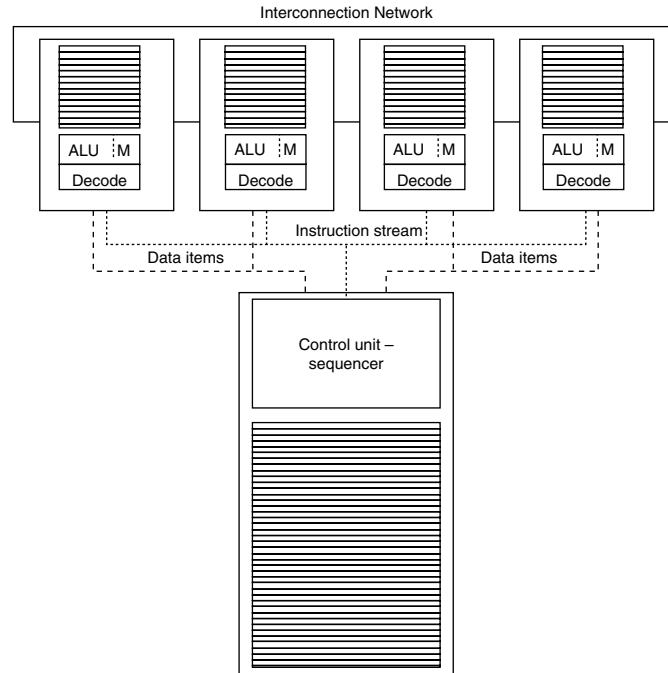 Interconnection Network
ALU M ALU M ALU M ALU M
Decode Decode Decode Decode
Instruction stream
Data items Data items
Control unit –
sequencer